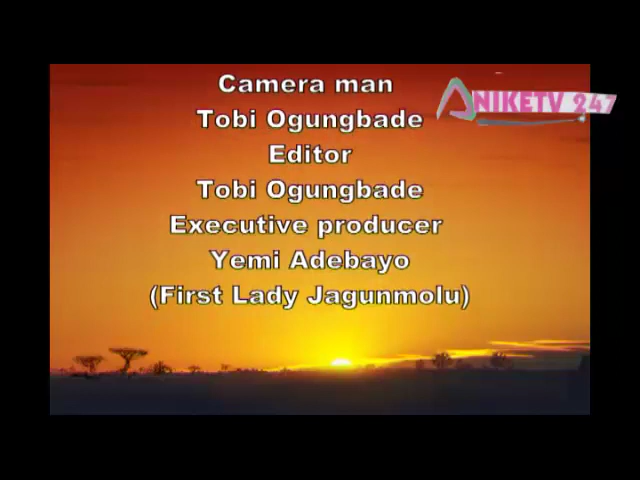 Camera man
ANIKETV 247
Tobi Ogungbade
Editor
Tobi Ogungbade
Executive producer
Yemi Adebayo
(First Lady Jagunmolu)